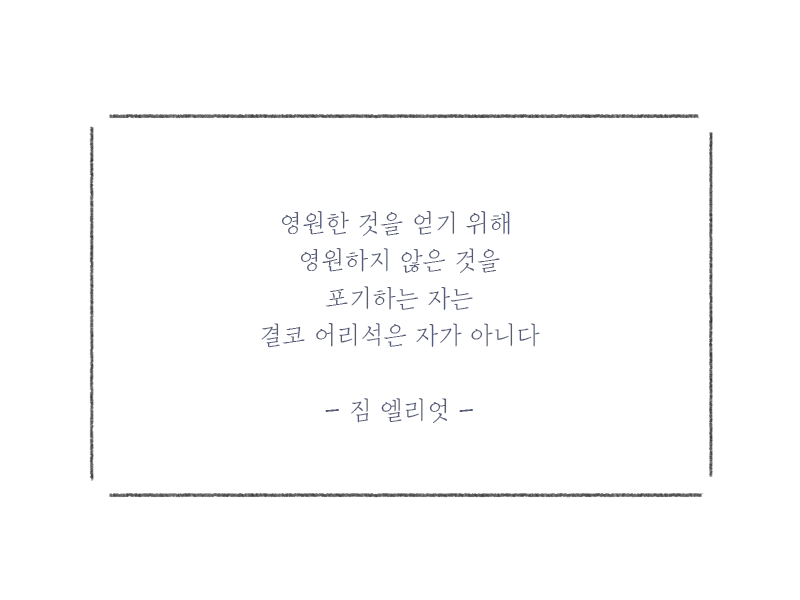 영원한 것을 얻기 위해
영원하지 않은 것을
포기하는 자는
결코 어리석은 자가 아니다
- 짐 엘리엇 -